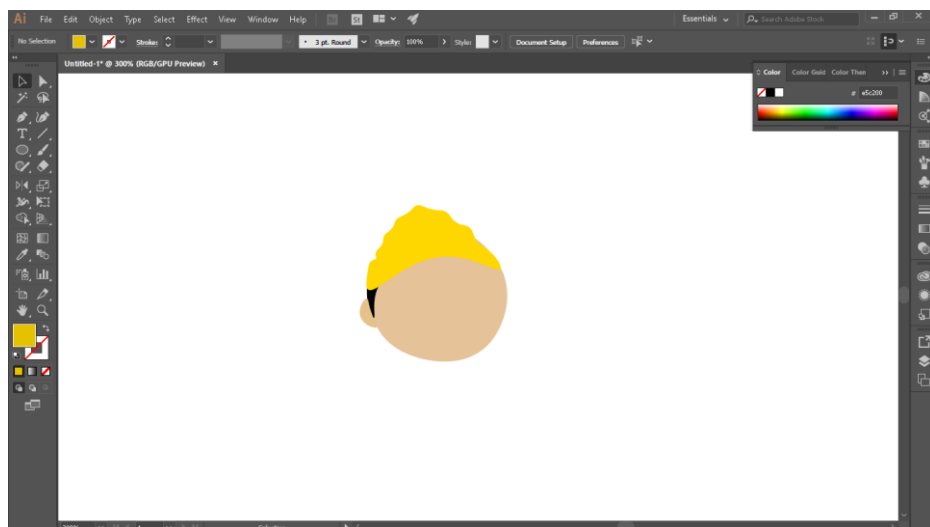 Ai File Edit Object Type Select Effect View Window Help Br St Essentials Search Adobe Stock
No Selection Stroke: 3 pt. Round Opacity: 100% Style: Document Setup Preferences
Untitled-1* @ 300% (RGB/GPU Preview) ×
Color Color Guid Color Then
# e5c200
Selection